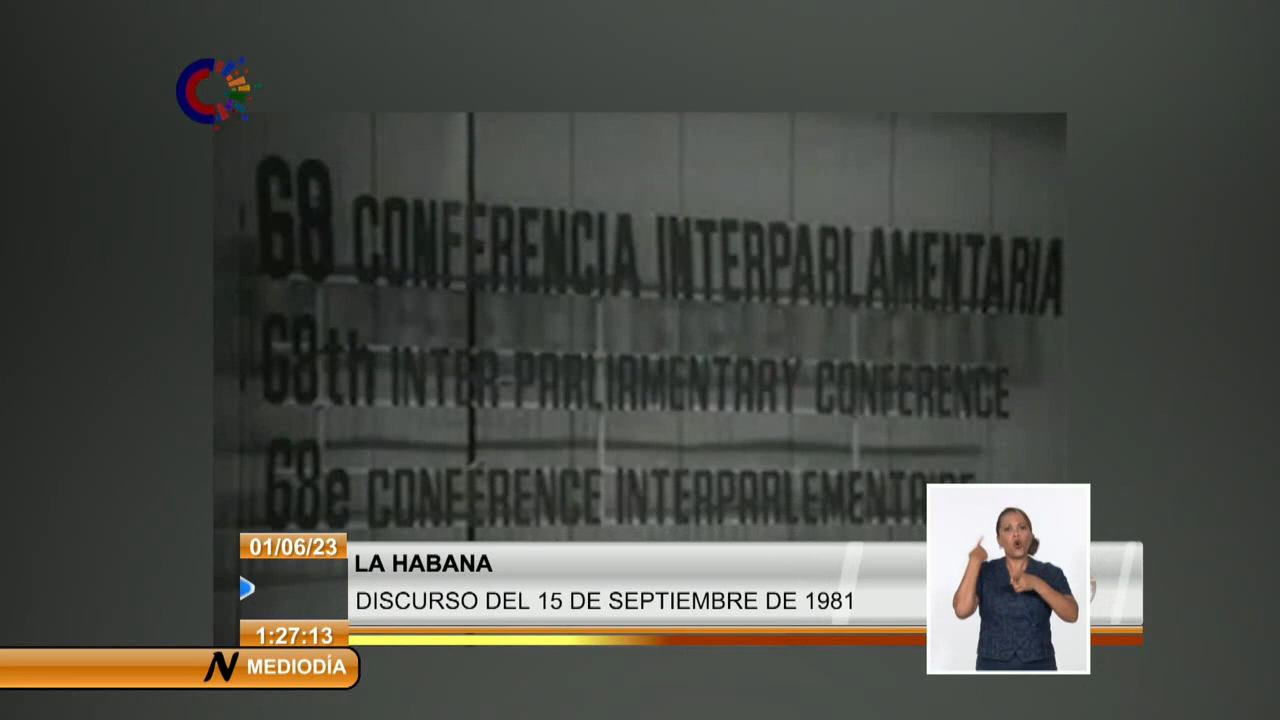 68 CONFERENCIA INTERPARLAMENTARIA
68th INTER-PARLIAMENTARY CONFERENCE
68e CONFÉRENCE INTERPARLEMENTAIRE
01/06/23
LA HABANA
DISCURSO DEL 15 DE SEPTIEMBRE DE 1981
1:27:13
N MEDIODÍA